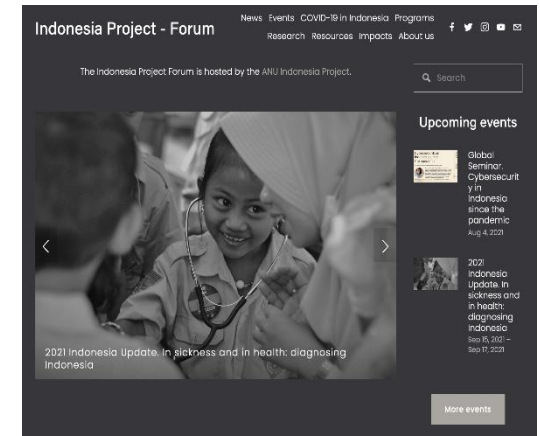 Indonesia Project - Forum
News Events COVID-19 in Indonesia Programs
Research Resources Impacts About us
The Indonesia Project Forum is hosted by the ANU Indonesia Project.
Search
2021 Indonesia Update. In sickness and in health: diagnosing
Indonesia
Upcoming events
Global
Seminar.
Cybersecurit
y in
Indonesia
since the
pandemic
Aug 4, 2021
2021
Indonesia
Update. In
sickness and
in health:
diagnosing
Indonesia
Sep 15, 2021 –
Sep 17, 2021
More events